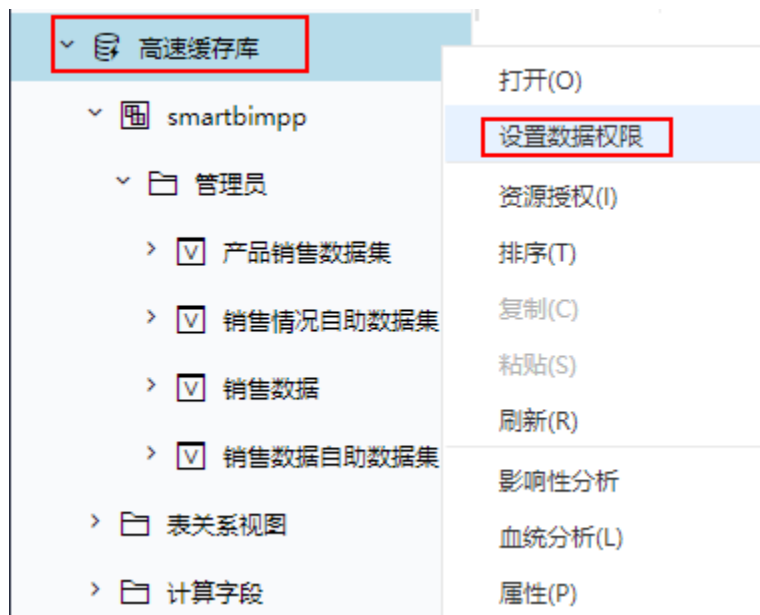 高速缓存库
smartbimpp
管理员
产品销售数据集
销售情况自助数据集
销售数据
销售数据自助数据集
表关系视图
计算字段
打开(O)
设置数据权限
资源授权(I)
排序(T)
复制(C)
粘贴(S)
刷新(R)
影响性分析
血统分析(L)
属性(P)